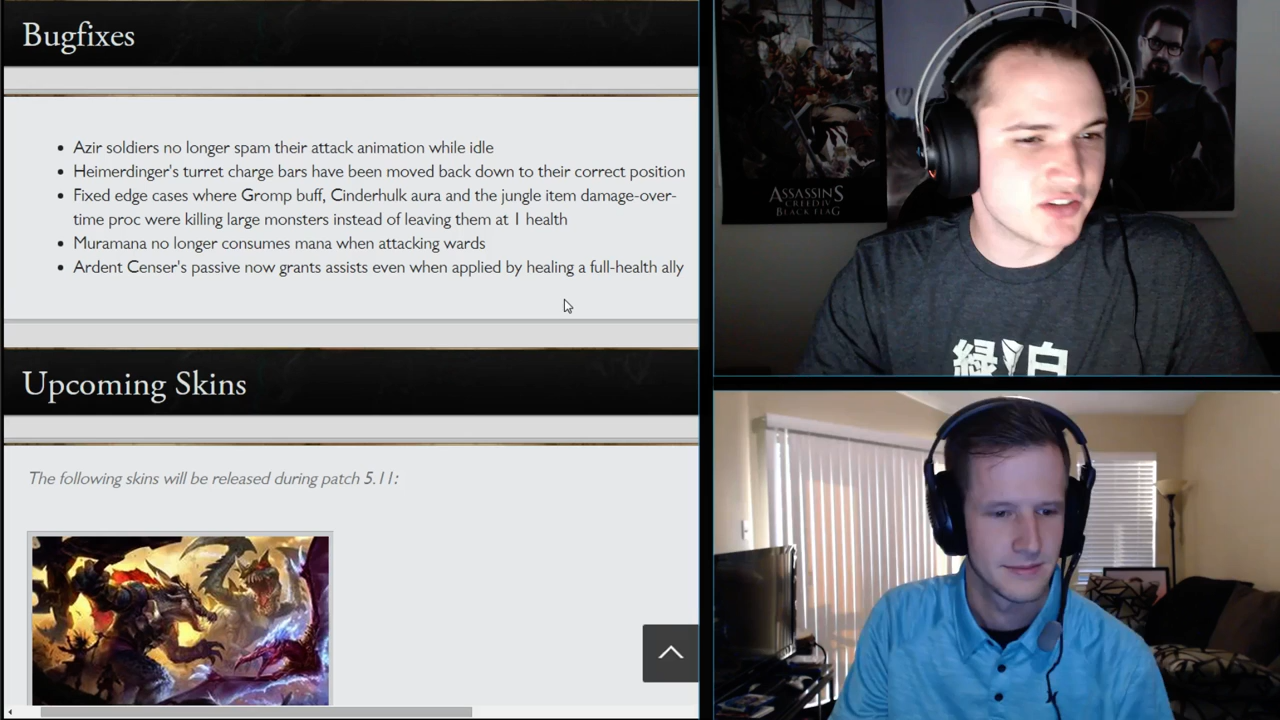 Bugfixes
Azir soldiers no longer spam their attack animation while idle
Heimerdinger's turret charge bars have been moved back down to their correct position
Fixed edge cases where Gromp buff, Cinderhulk aura and the jungle item damage-over-
time proc were killing large monsters instead of leaving them at 1 health
Muramana no longer consumes mana when attacking wards
Ardent Censer's passive now grants assists even when applied by healing a full-health ally
Upcoming Skins
The following skins will be released during patch 5.11:
ASSASSIN'S
CREED IV
BLACK FLAG
緑 白